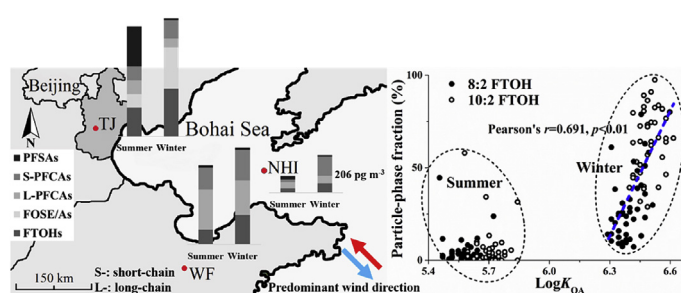 Beijing
TJ
N
PFSAs
S-PFCAs
L-PFCAs
FOSE/As
FTOHs
Summer Winter
Bohai Sea
NHI
206 pg m⁻³
Summer Winter
Summer Winter
WF
150 km
S-: short-chain
L-: long-chain
Predominant wind direction
Particle-phase fraction (%)
100
50
0
8:2 FTOH
10:2 FTOH
Pearson's r=0.691, p<0.01
Summer
Winter
5.4 5.7 6.0 6.3 6.6
LogKOA